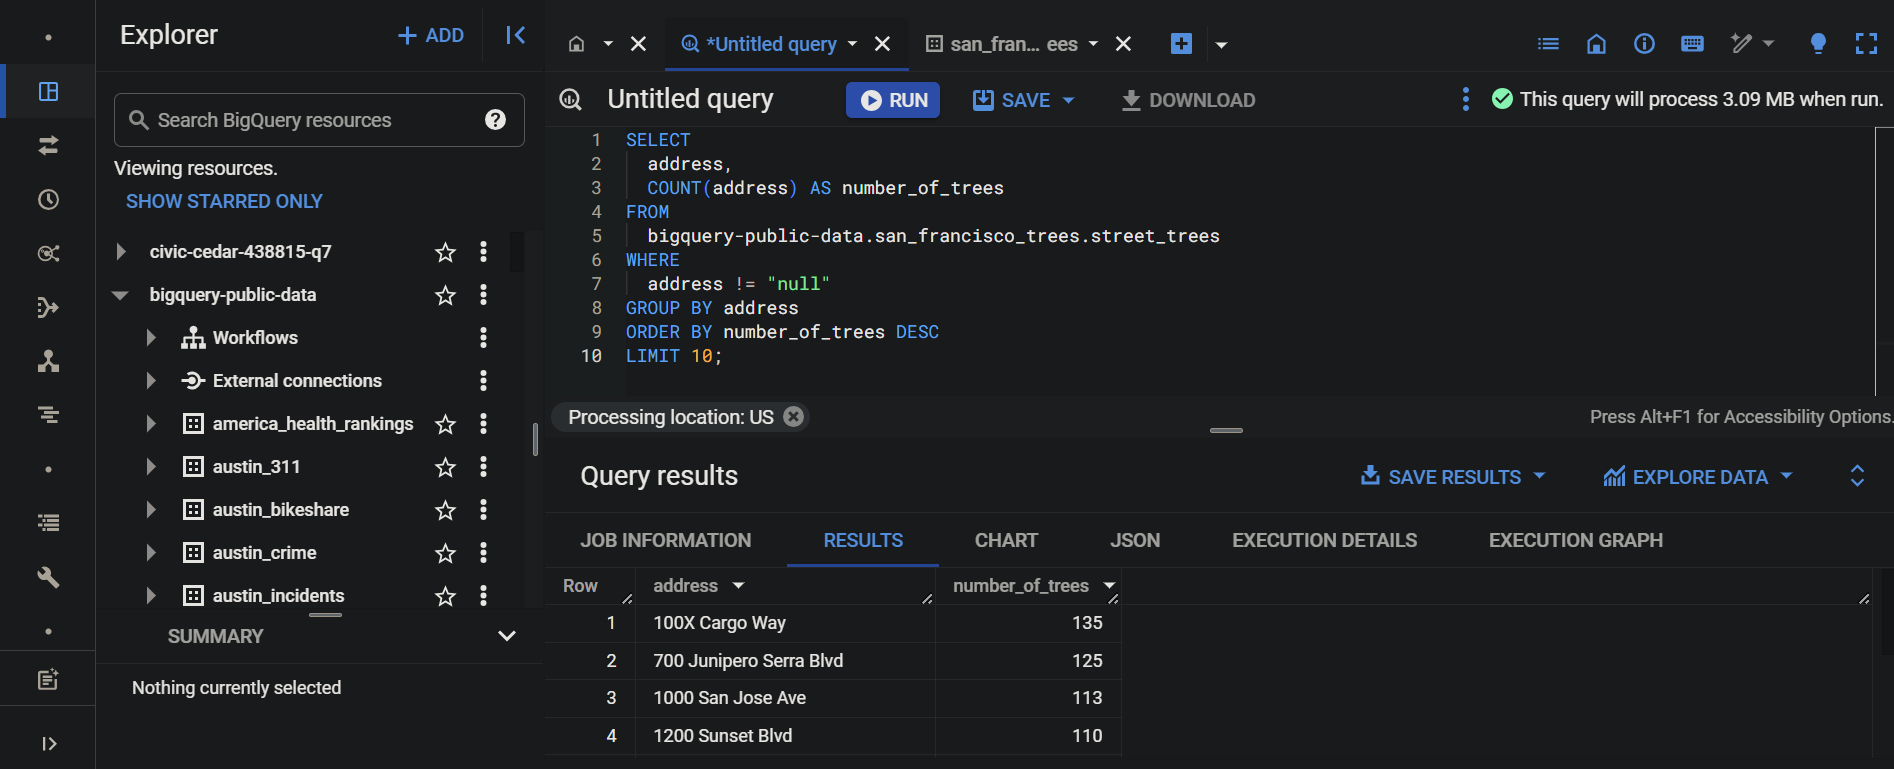 Explorer
+ ADD
Search BigQuery resources
?
Viewing resources.
SHOW STARRED ONLY
civic-cedar-438815-q7
bigquery-public-data
Workflows
External connections
america_health_rankings
austin_311
austin_bikeshare
austin_crime
austin_incidents
SUMMARY
Nothing currently selected
*Untitled query
san_fran... ees
Untitled query
RUN
SAVE
DOWNLOAD
This query will process 3.09 MB when run.
1 SELECT
2 address,
3 COUNT(address) AS number_of_trees
4 FROM
5 bigquery-public-data.san_francisco_trees.street_trees
6 WHERE
7 address != "null"
8 GROUP BY address
9 ORDER BY number_of_trees DESC
10 LIMIT 10;
Processing location: US
Press Alt+F1 for Accessibility Options.
Query results
SAVE RESULTS
EXPLORE DATA
JOB INFORMATION
RESULTS
CHART
JSON
EXECUTION DETAILS
EXECUTION GRAPH
Row address number_of_trees
1 100X Cargo Way 135
2 700 Junipero Serra Blvd 125
3 1000 San Jose Ave 113
4 1200 Sunset Blvd 110